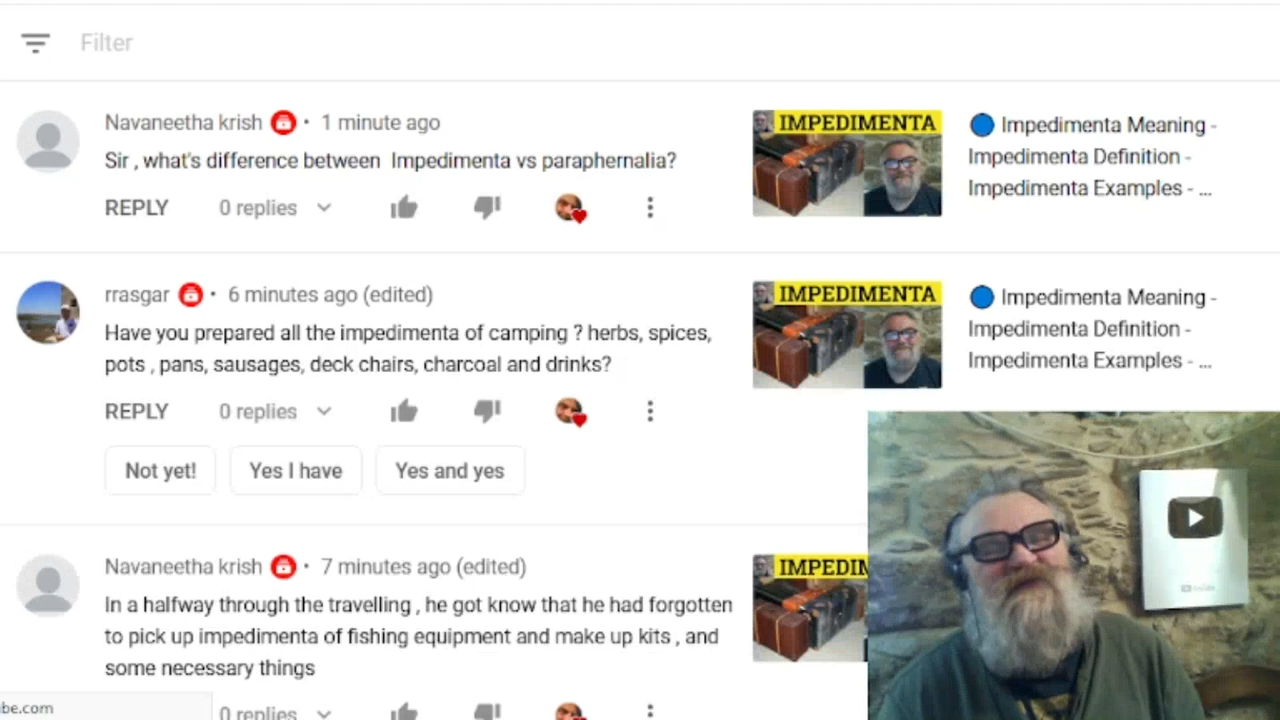 Filter
Navaneetha krish • 1 minute ago
Sir , what's difference between Impedimenta vs paraphernalia?
REPLY 0 replies
IMPEDIMENTA
Impedimenta Meaning -
Impedimenta Definition -
Impedimenta Examples - ...
rrasgar • 6 minutes ago (edited)
Have you prepared all the impedimenta of camping ? herbs, spices,
pots , pans, sausages, deck chairs, charcoal and drinks?
REPLY 0 replies
Not yet! Yes I have Yes and yes
IMPEDIMENTA
Impedimenta Meaning -
Impedimenta Definition -
Impedimenta Examples - ...
Navaneetha krish • 7 minutes ago (edited)
In a halfway through the travelling , he got know that he had forgotten
to pick up impedimenta of fishing equipment and make up kits , and
some necessary things
IMPEDIM
be.com
0 replies